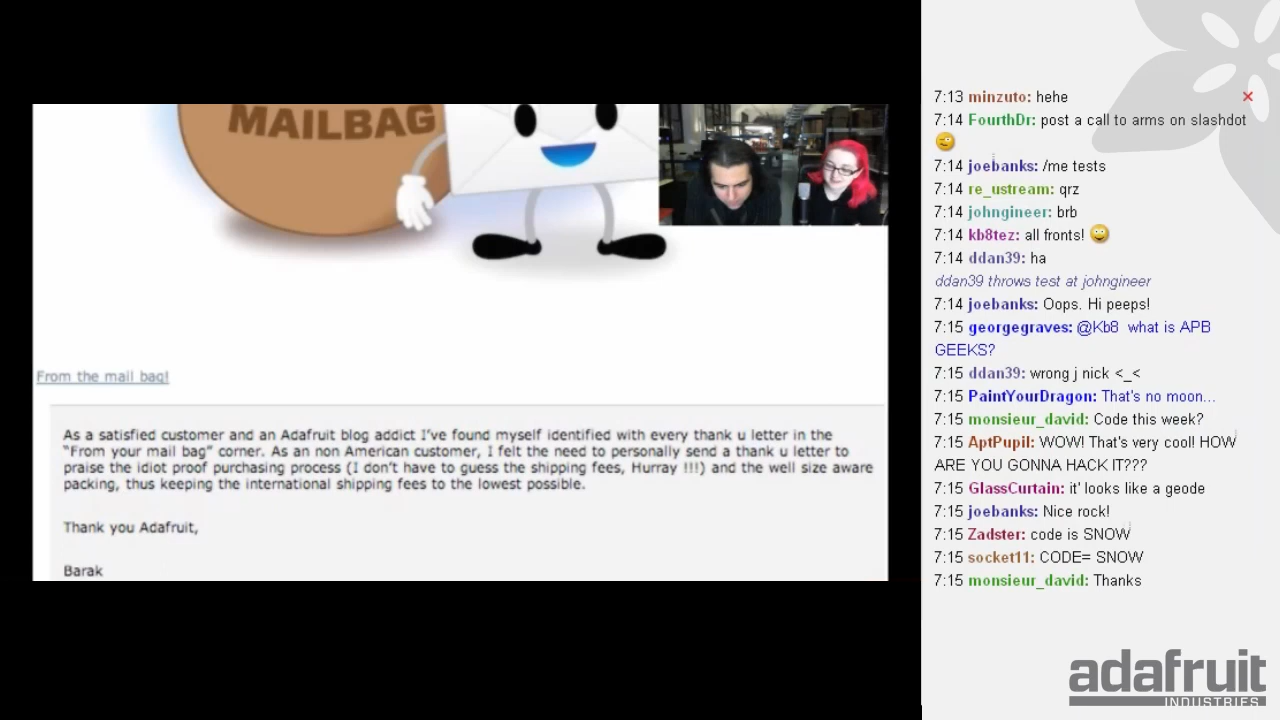 MAILBAG
From the mail bag!
As a satisfied customer and an Adafruit blog addict I've found myself identified with every thank u letter in the
"From your mail bag" corner. As an non American customer, I felt the need to personally send a thank u letter to
praise the idiot proof purchasing process (I don't have to guess the shipping fees, Hurray !!!) and the well size aware
packing, thus keeping the international shipping fees to the lowest possible.
Thank you Adafruit,
Barak
7:13 minzuto: hehe
7:14 FourthDr: post a call to arms on slashdot
7:14 joebanks: /me tests
7:14 re_ustream: qrz
7:14 johngineer: brb
7:14 kb8tez: all fronts!
7:14 ddan39: ha
ddan39 throws test at johngineer
7:14 joebanks: Oops. Hi peeps!
7:15 georgegraves: @Kb8 what is APB
GEEKS?
7:15 ddan39: wrong j nick <_<
7:15 PaintYourDragon: That's no moon...
7:15 monsieur_david: Code this week?
7:15 AptPupil: WOW! That's very cool! HOW
ARE YOU GONNA HACK IT???
7:15 GlassCurtain: it' looks like a geode
7:15 joebanks: Nice rock!
7:15 Zadster: code is SNOW
7:15 socket11: CODE= SNOW
7:15 monsieur_david: Thanks
adafruit
INDUSTRIES